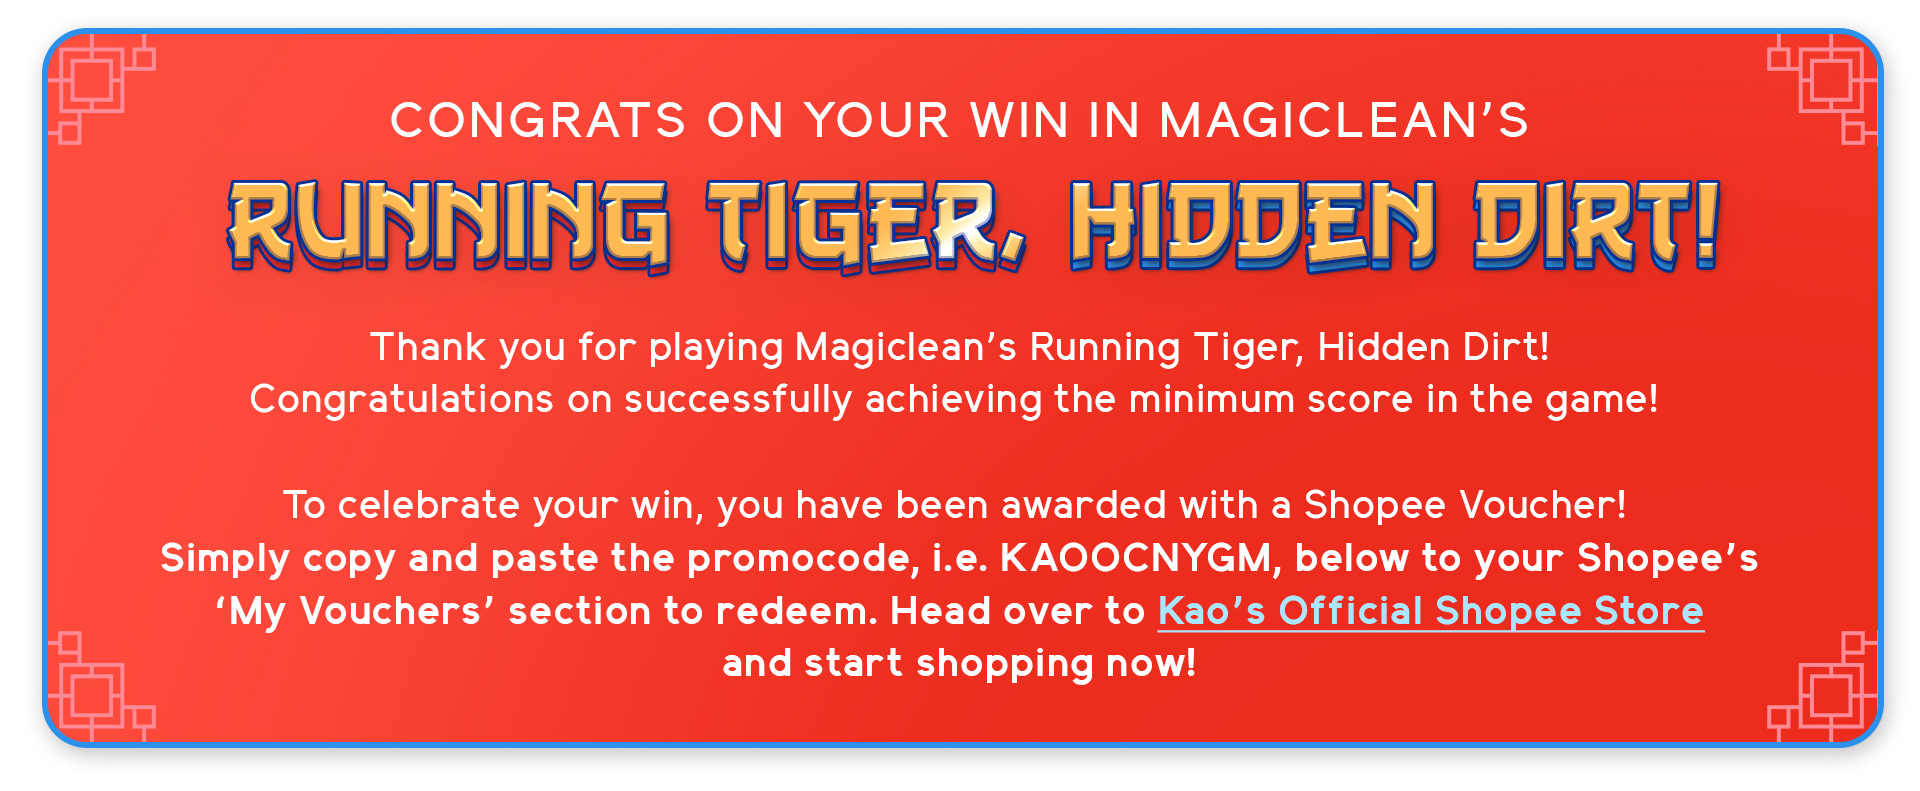 CONGRATS ON YOUR WIN IN MAGICLEAN’S
RUNNING TIGER, HIDDEN DIRT!
Thank you for playing Magiclean’s Running Tiger, Hidden Dirt!
Congratulations on successfully achieving the minimum score in the game!
To celebrate your win, you have been awarded with a Shopee Voucher!
Simply copy and paste the promocode, i.e. KAOOCNYGM, below to your Shopee’s
‘My Vouchers’ section to redeem. Head over to Kao’s Official Shopee Store
and start shopping now!